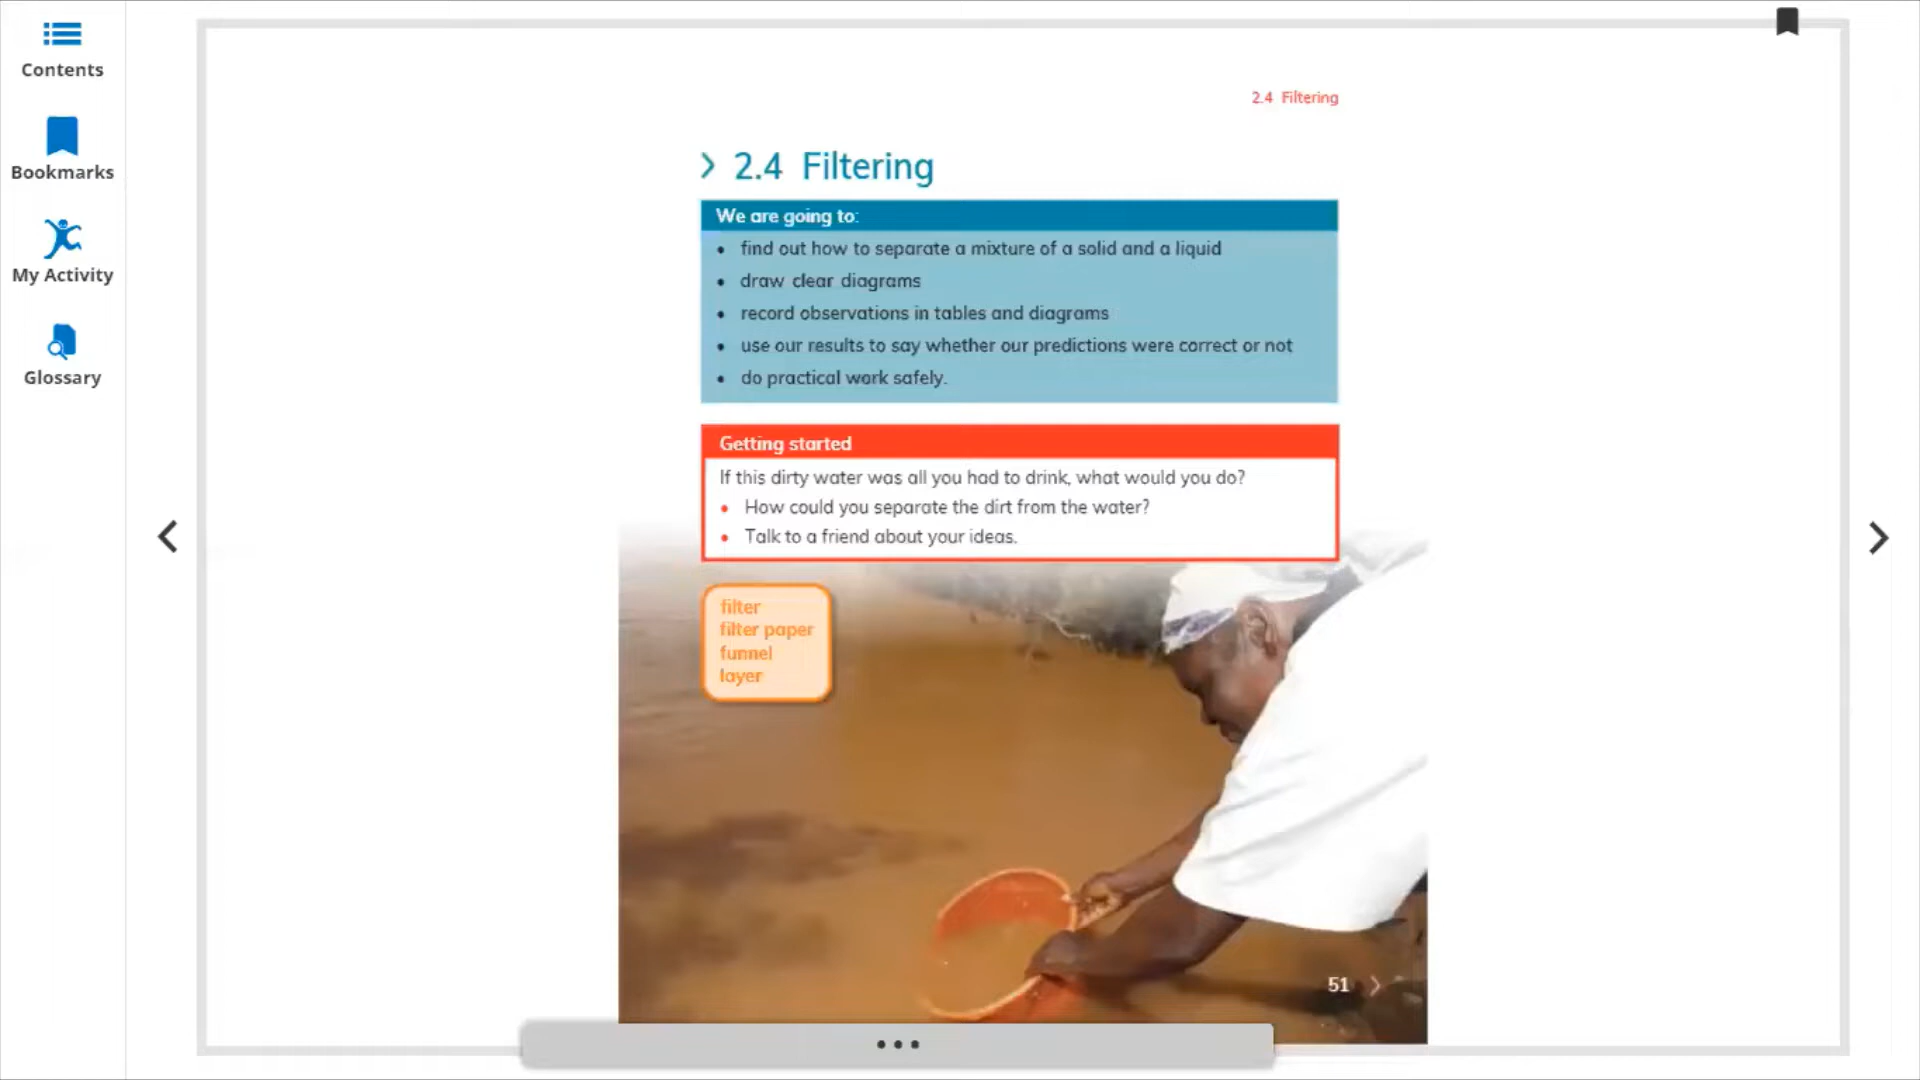 Contents
Bookmarks
My Activity
Glossary
2.4 Filtering
2.4 Filtering
We are going to:
• find out how to separate a mixture of a solid and a liquid
• draw clear diagrams
• record observations in tables and diagrams
• use our results to say whether our predictions were correct or not
• do practical work safely.
Getting started
If this dirty water was all you had to drink, what would you do?
• How could you separate the dirt from the water?
• Talk to a friend about your ideas.
filter
filter paper
funnel
layer
51